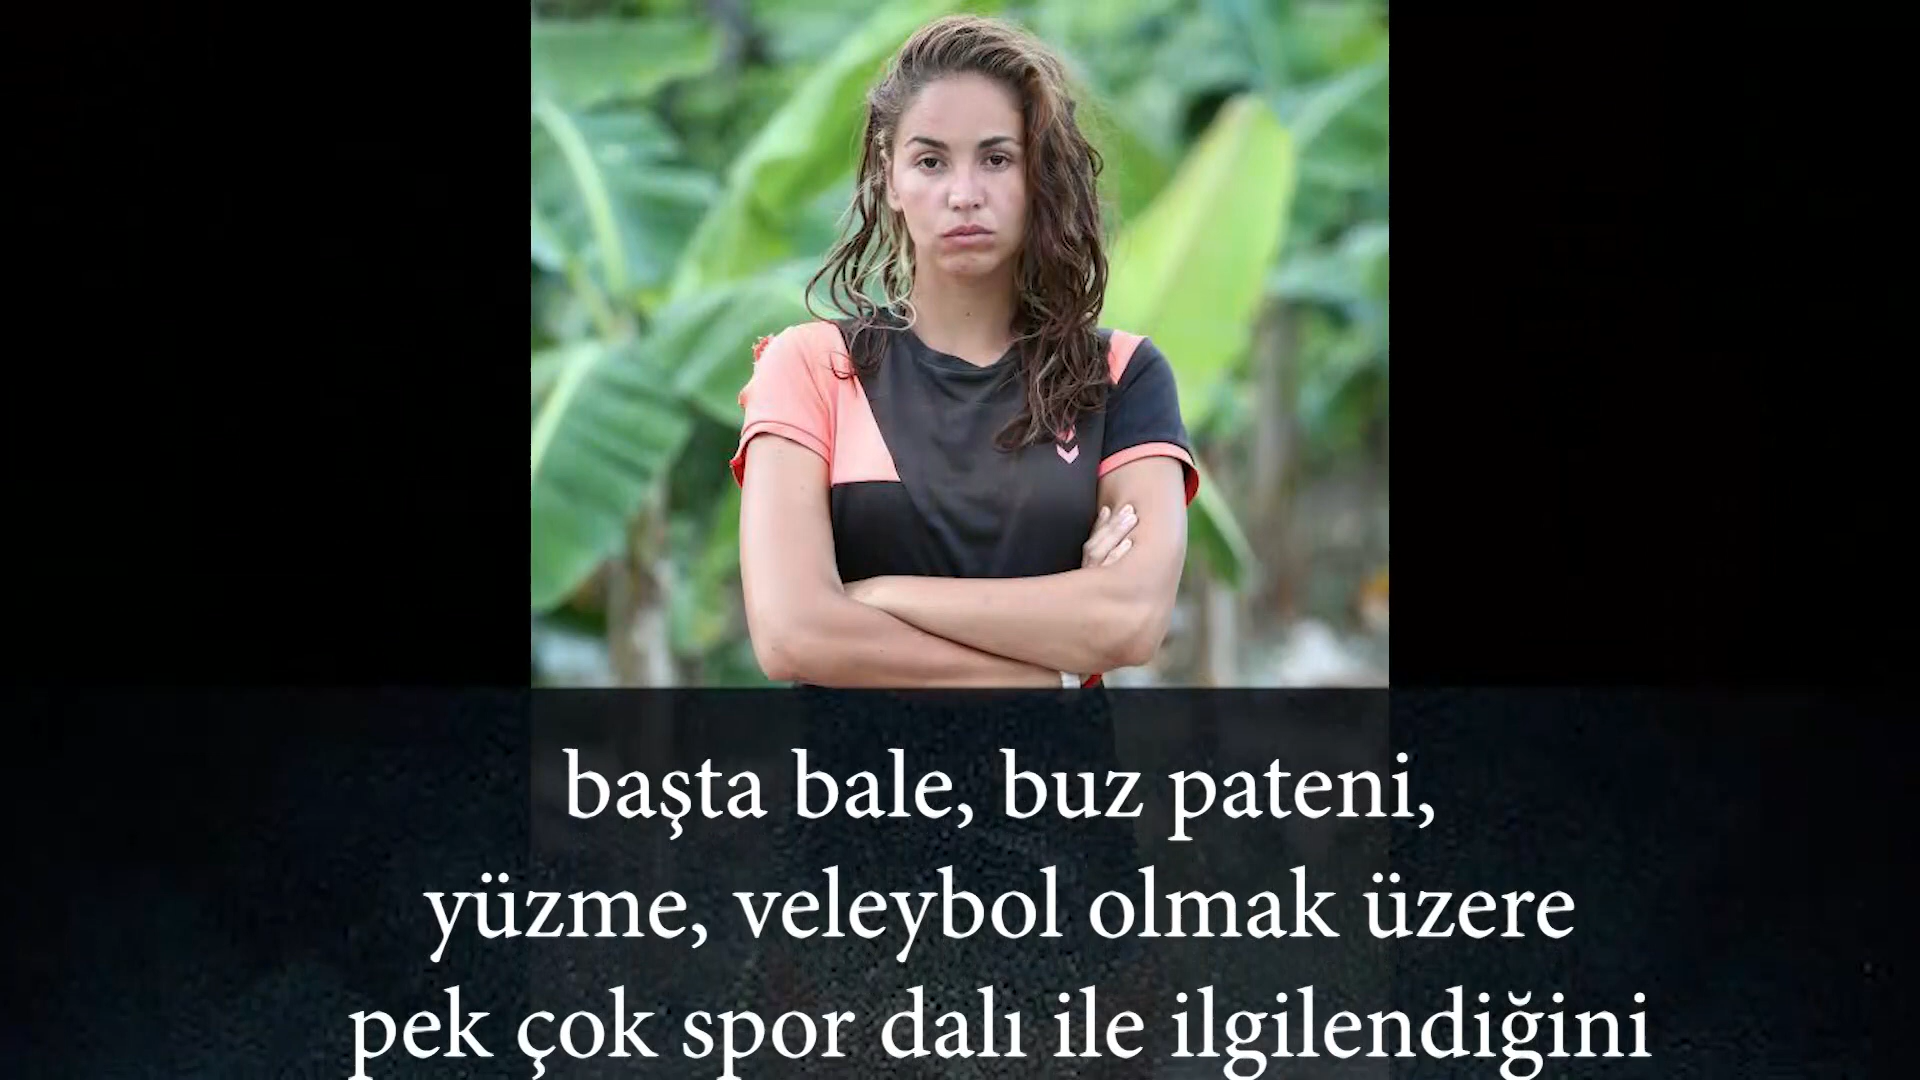 başta bale, buz pateni,
yüzme, veleybol olmak üzere
pek çok spor dalı ile ilgilendiğini